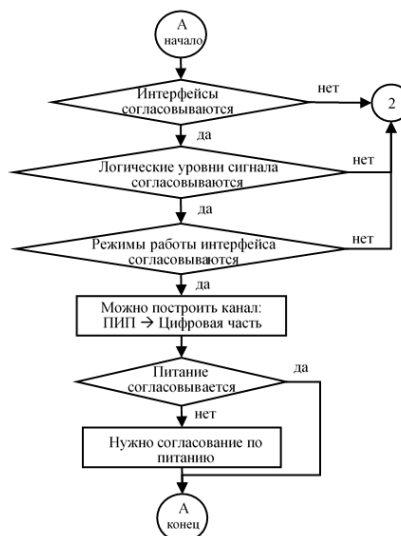 А
начало
Интерфейсы
согласовываются
нет
2
да
Логические уровни сигнала
согласовываются
нет
да
Режимы работы интерфейса
согласовываются
нет
да
Можно построить канал:
ПИП → Цифровая часть
Питание
согласовывается
да
нет
Нужно согласование по
питанию
А
конец